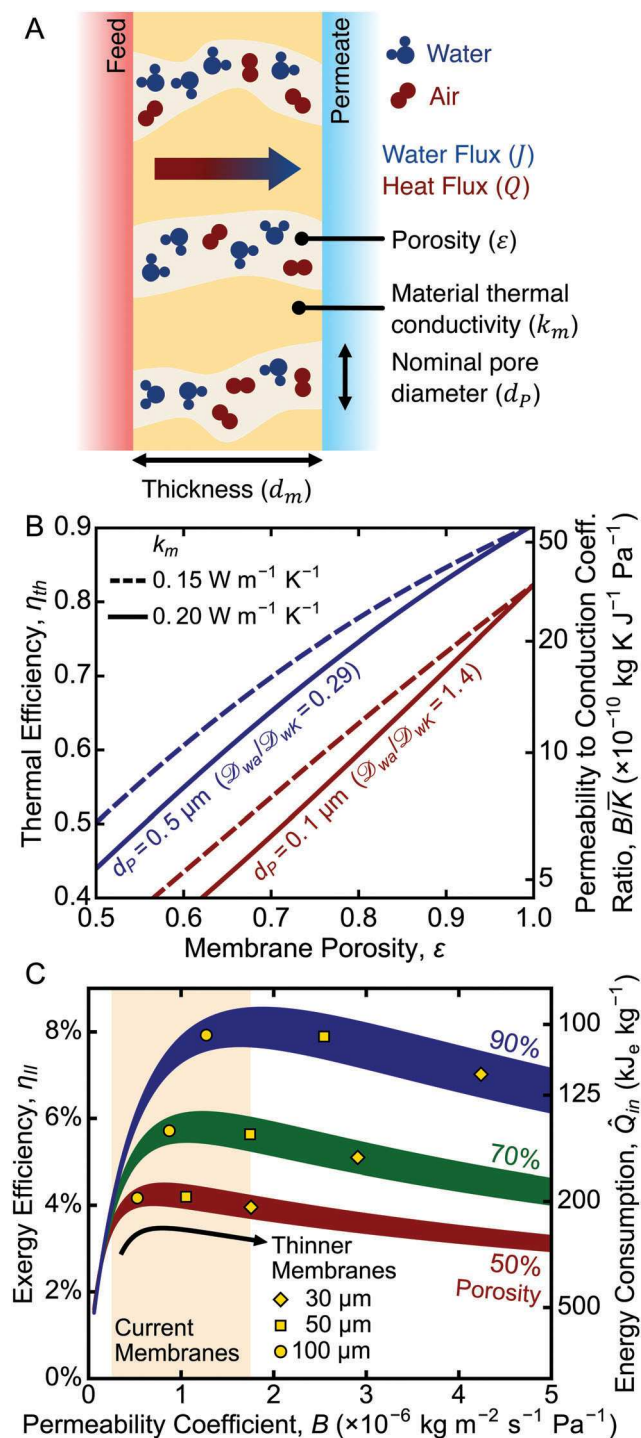 A
Feed
Permeate
Water
Air
Water Flux (J)
Heat Flux (Q)
Porosity (ε)
Material thermal
conductivity (kₘ)
Nominal pore
diameter (d_P)
Thickness (dₘ)
B
Thermal Efficiency, η_th
0.9
0.8
0.7
0.6
0.5
0.4
kₘ
0.15 W m⁻¹ K⁻¹
0.20 W m⁻¹ K⁻¹
d_P = 0.5 μm (𝒟_wa/𝒟_wK = 0.29)
d_P = 0.1 μm (𝒟_wa/𝒟_wK = 1.4)
50
20
10
5
Permeability to Conduction Coeff.
Ratio, B/K̅ (×10⁻¹⁰ kg K J⁻¹ Pa⁻¹)
0.5 0.6 0.7 0.8 0.9 1.0
Membrane Porosity, ε
C
Exergy Efficiency, η_II
8%
6%
4%
2%
0%
90%
70%
50%
Porosity
Thinner
Membranes
30 μm
50 μm
100 μm
Current
Membranes
100
125
200
500
Energy Consumption, Q̂_in (kJₑ kg⁻¹)
0 1 2 3 4 5
Permeability Coefficient, B (×10⁻⁶ kg m⁻² s⁻¹ Pa⁻¹)